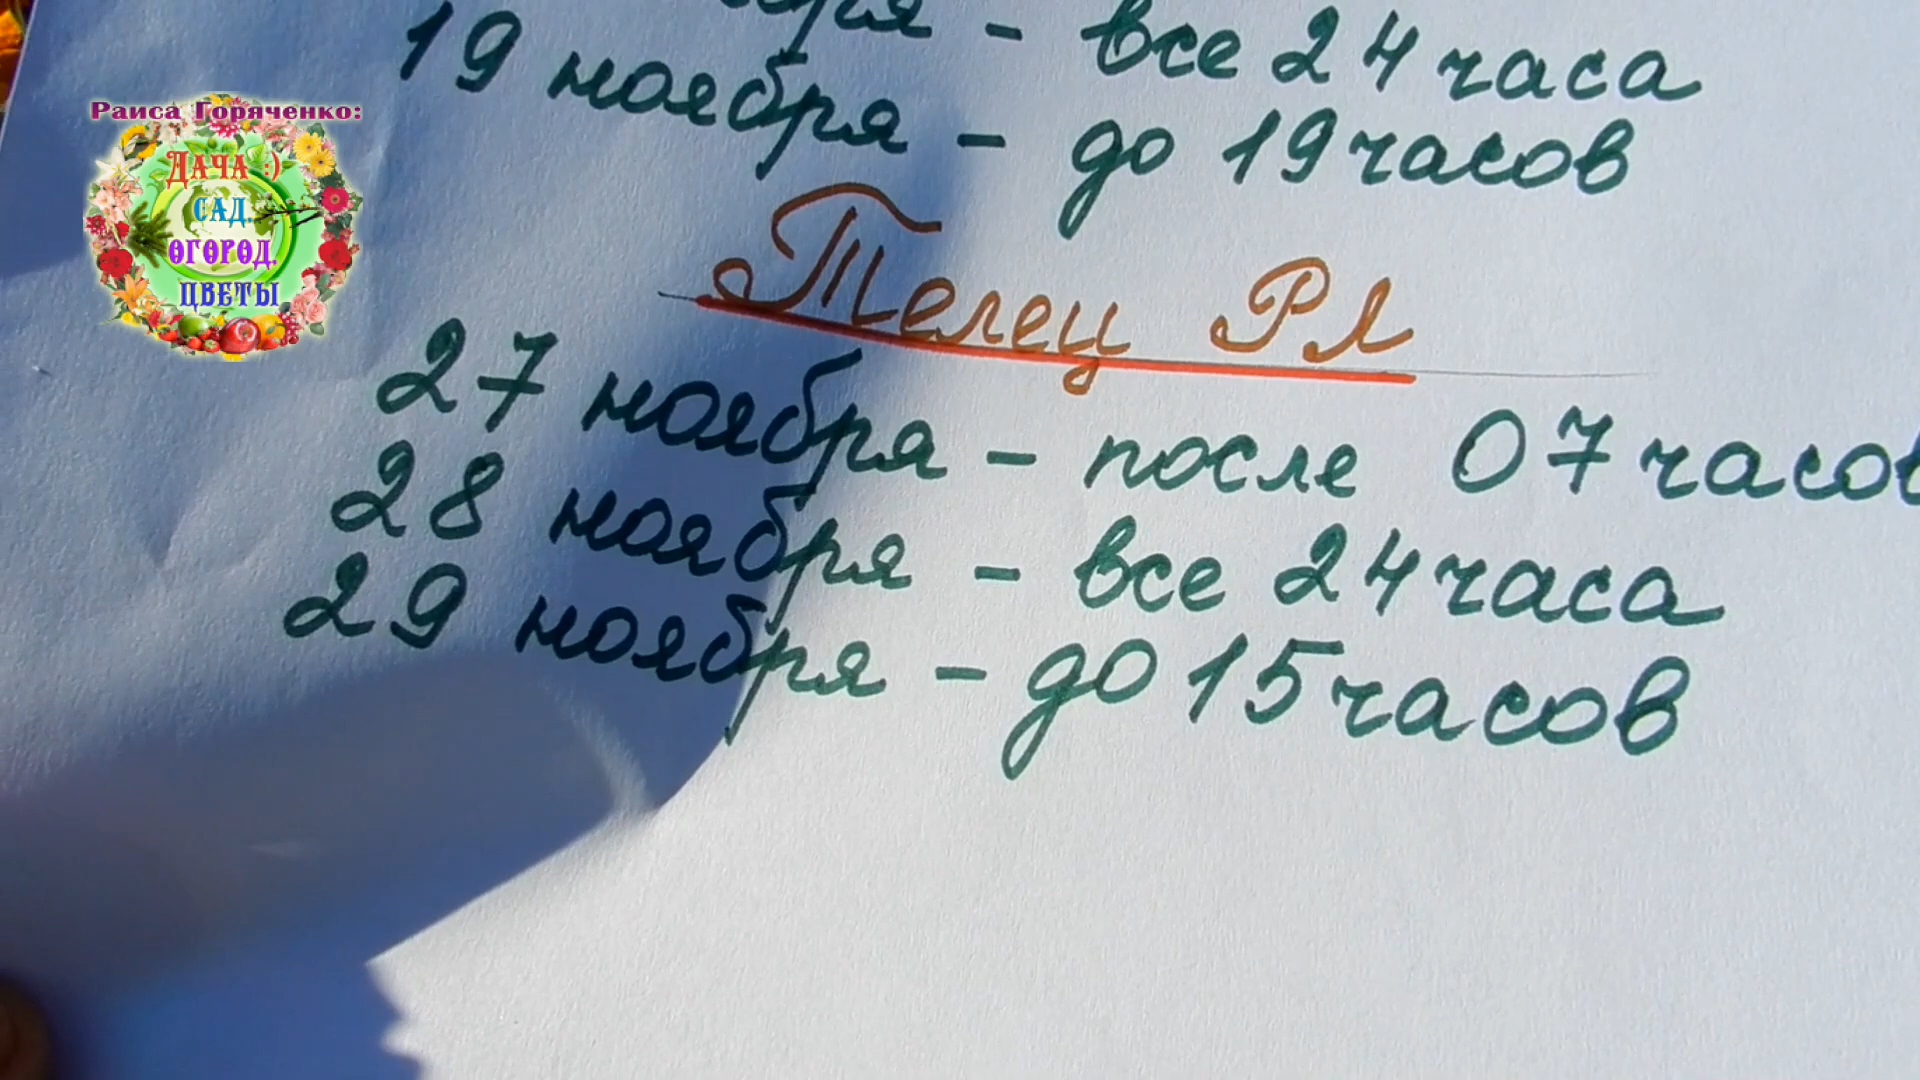 - все 24 часа
19 ноября - до 19 часов
Раиса Горяченко:
Дача :)
сад.
огород.
цветы
Телец РЛ
27 ноября - после 07 часов
28 ноября - все 24 часа
29 ноября - до 15 часов